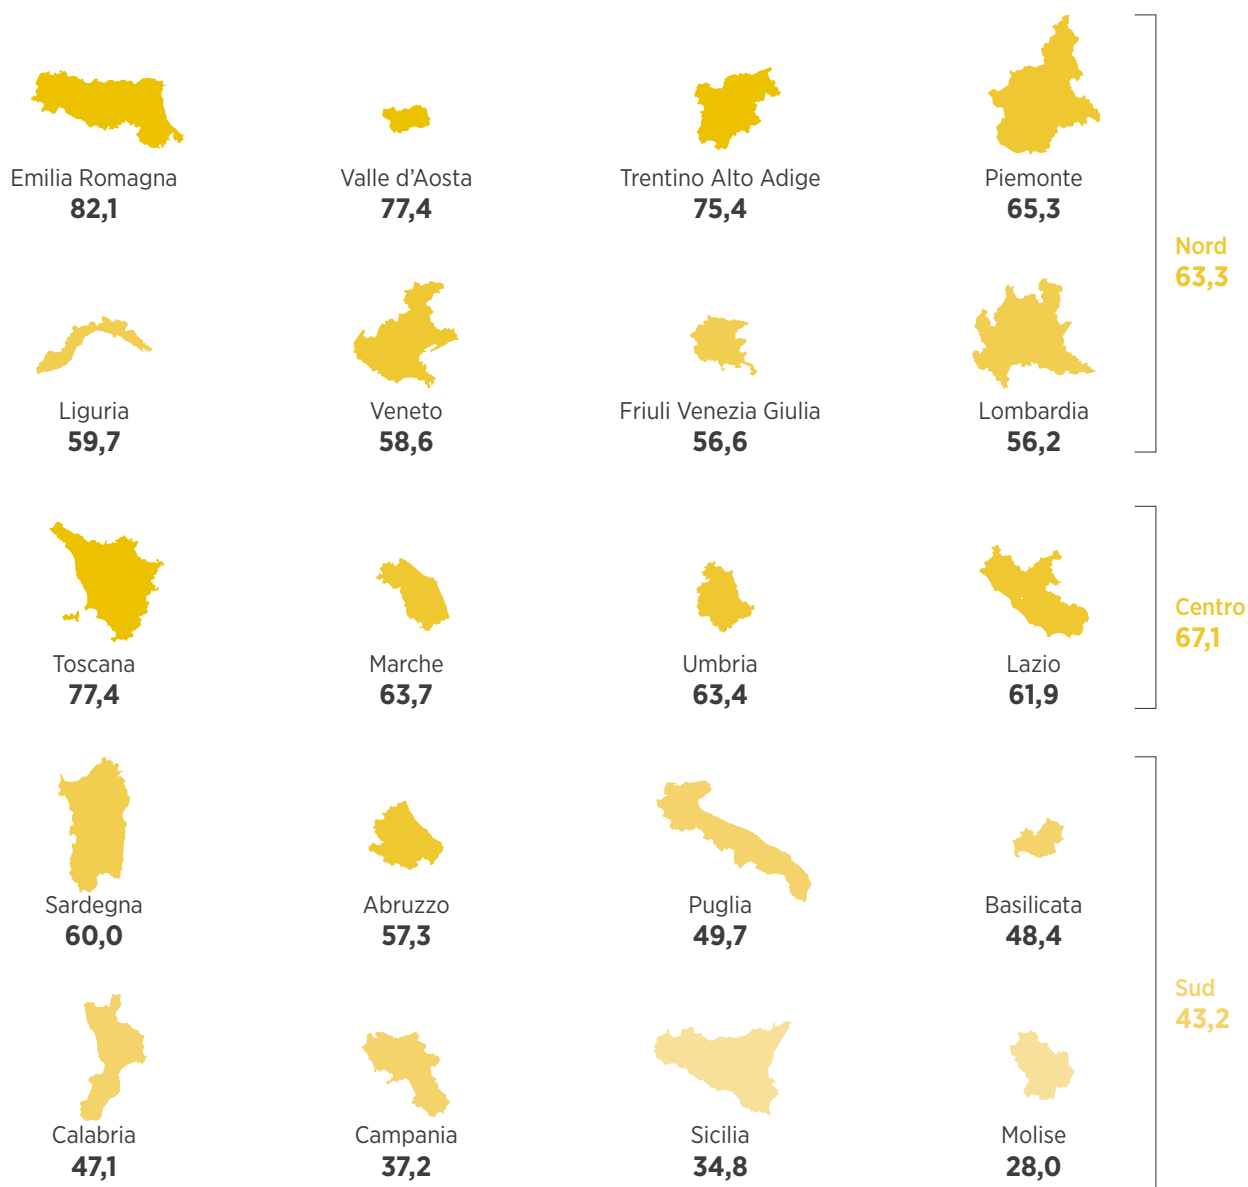 Emilia Romagna
82,1
Valle d'Aosta
77,4
Trentino Alto Adige
75,4
Piemonte
65,3
Nord
63,3
Liguria
59,7
Veneto
58,6
Friuli Venezia Giulia
56,6
Lombardia
56,2
Toscana
77,4
Marche
63,7
Umbria
63,4
Lazio
61,9
Centro
67,1
Sardegna
60,0
Abruzzo
57,3
Puglia
49,7
Basilicata
48,4
Sud
43,2
Calabria
47,1
Campania
37,2
Sicilia
34,8
Molise
28,0